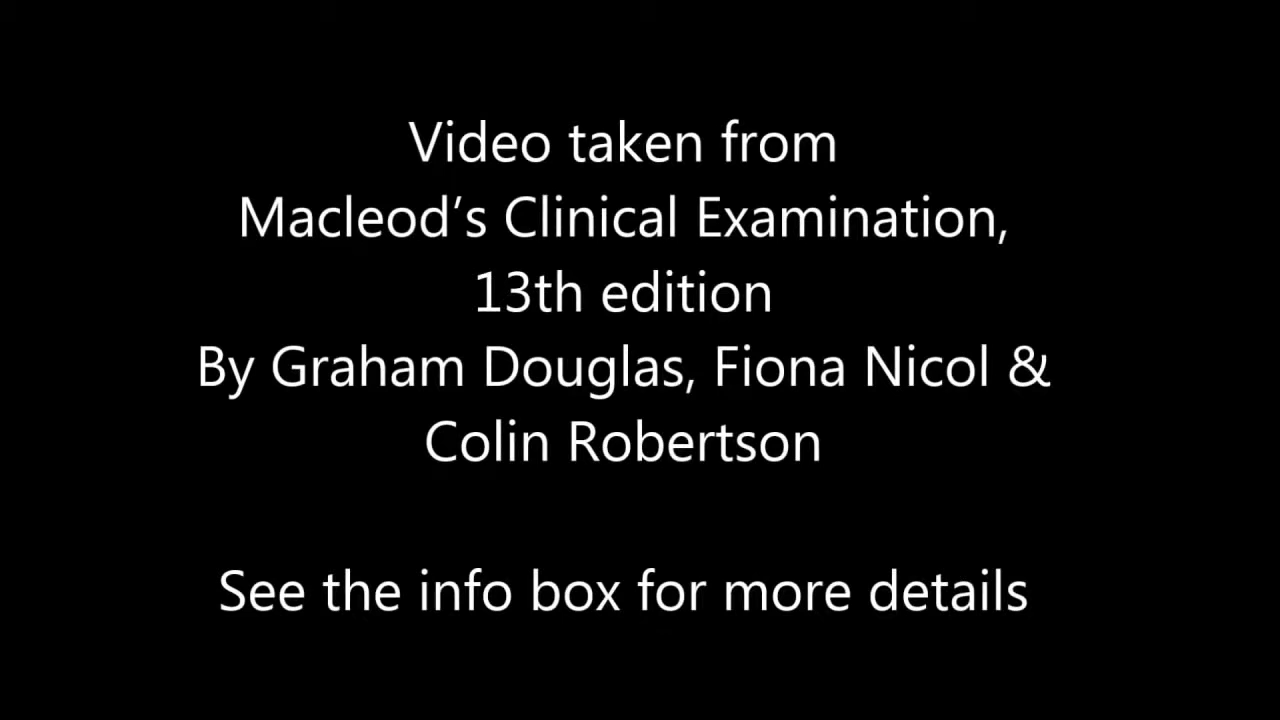 Video taken from
Macleod’s Clinical Examination,
13th edition
By Graham Douglas, Fiona Nicol &
Colin Robertson
See the info box for more details